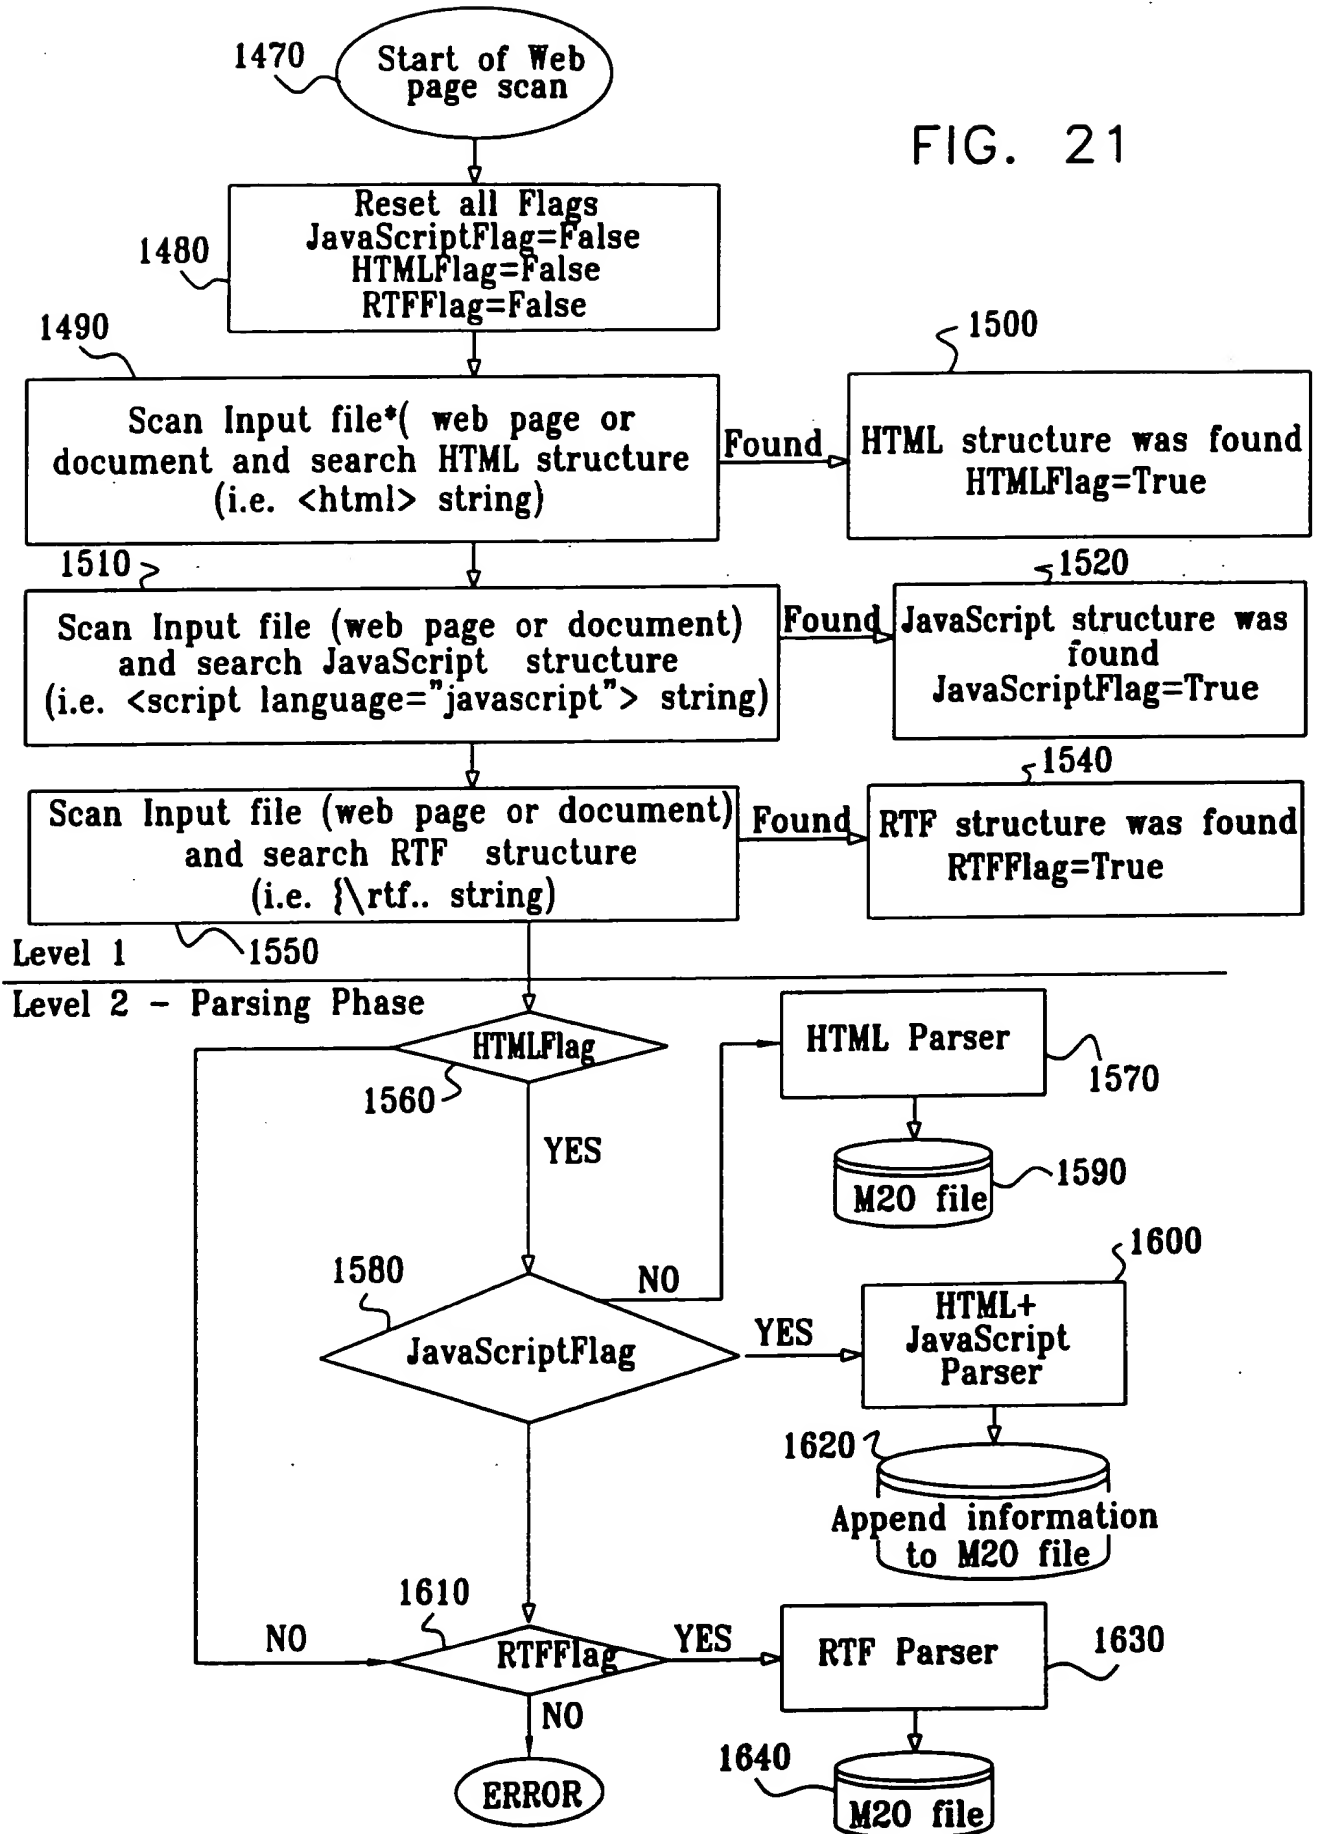 1470
Start of Web
page scan
FIG. 21
Reset all Flags
JavaScriptFlag=False
HTMLFlag=False
RTFFlag=False
1480
1490
Scan Input file*( web page or
document and search HTML structure
(i.e. <html> string)
Found
1500
HTML structure was found
HTMLFlag=True
1510
Scan Input file (web page or document)
and search JavaScript structure
(i.e. <script language="javascript"> string)
Found
1520
JavaScript structure was
found
JavaScriptFlag=True
Scan Input file (web page or document)
and search RTF structure
(i.e. {\rtf.. string)
Found
1540
RTF structure was found
RTFFlag=True
1550
Level 1
Level 2 - Parsing Phase
HTMLFlag
1560
YES
HTML Parser
1570
M20 file
1590
1580
JavaScriptFlag
NO
YES
1600
HTML+
JavaScript
Parser
1620
Append information
to M20 file
1610
NO
RTFFlag
YES
RTF Parser
1630
NO
ERROR
1640
M20 file